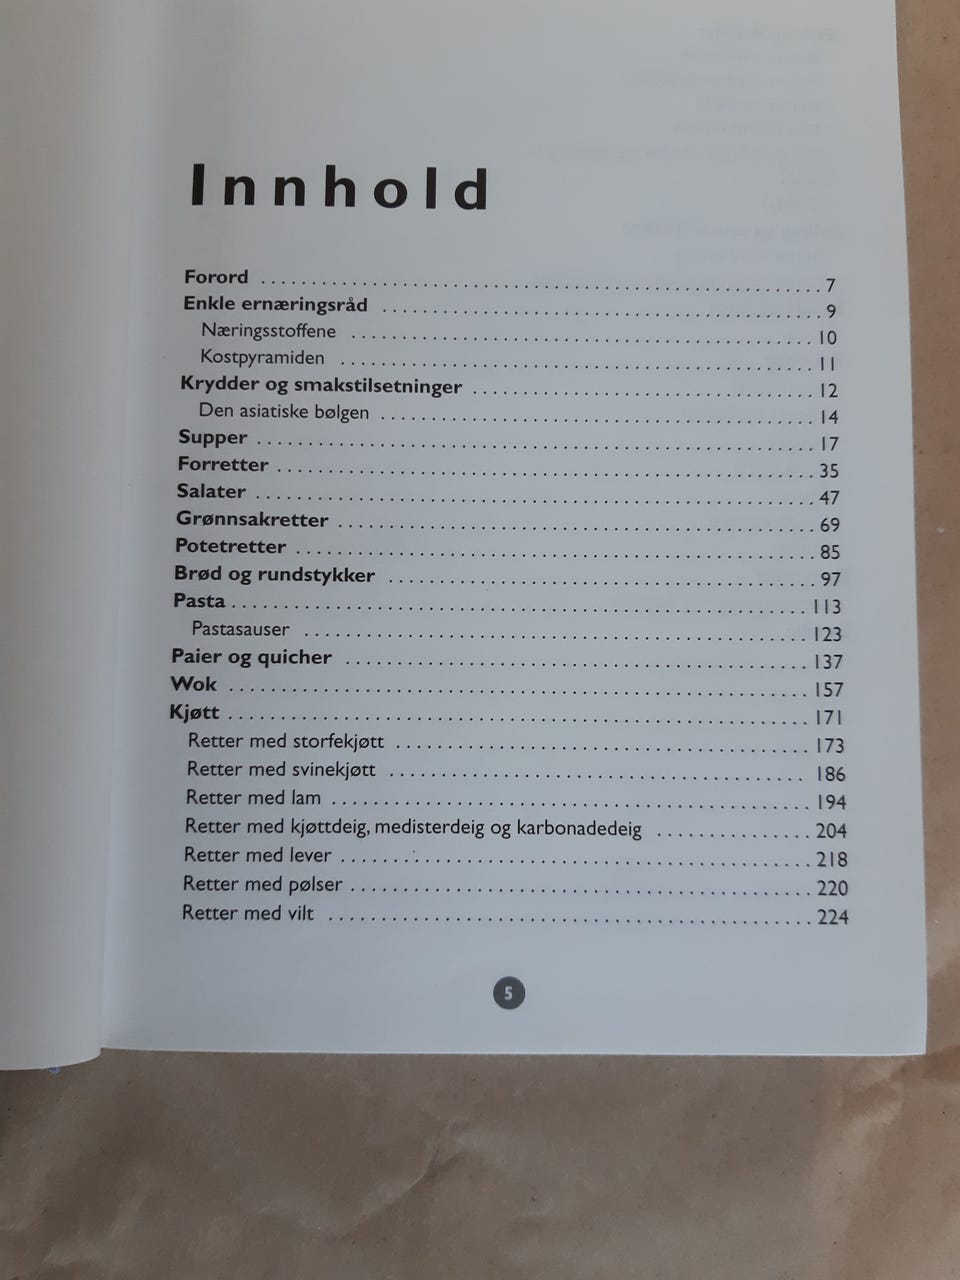 Innhold
Forord 7
Enkle ernæringsråd 9
Næringsstoffene 10
Kostpyramiden 11
Krydder og smakstilsetninger 12
Den asiatiske bølgen 14
Supper 17
Forretter 35
Salater 47
Grønnsakretter 69
Potetretter 85
Brød og rundstykker 97
Pasta 113
Pastasauser 123
Paier og quicher 137
Wok 157
Kjøtt 171
Retter med storfekjøtt 173
Retter med svinekjøtt 186
Retter med lam 194
Retter med kjøttdeig, medisterdeig og karbonadedeig 204
Retter med lever 218
Retter med pølser 220
Retter med vilt 224
5